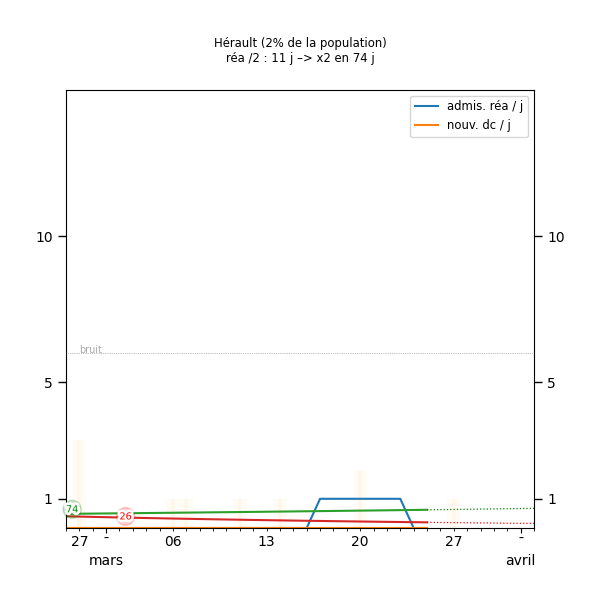 Hérault (2% de la population)
réa /2 : 11 j –> x2 en 74 j
admis. réa / j
nouv. dc / j
10 10
bruit
5 5
1 1
74
-26
27 - 06 13 20 27 -
mars avril